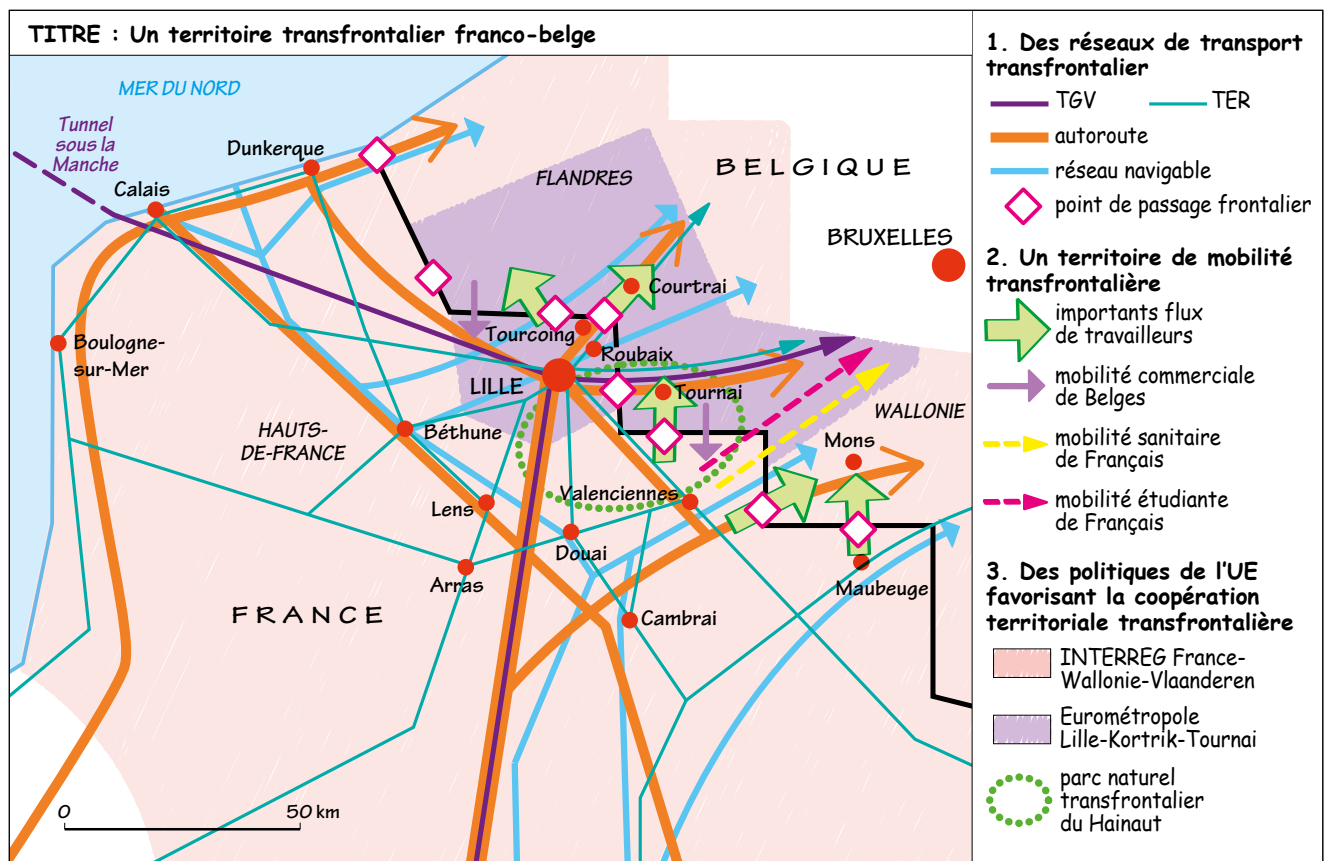 TITRE : Un territoire transfrontalier franco-belge
MER DU NORD
Tunnel
sous la
Manche
Dunkerque
Calais
FLANDRES
BELGIQUE
BRUXELLES
Courtrai
Tourcoing
Roubaix
Boulogne-
sur-Mer
LILLE
Tournai
WALLONIE
HAUTS-
DE-FRANCE
Béthune
Mons
Valenciennes
Lens
Douai
Arras
Maubeuge
FRANCE
Cambrai
0
50 km
1. Des réseaux de transport
transfrontalier
TGV
TER
autoroute
réseau navigable
point de passage frontalier
2. Un territoire de mobilité
transfrontalière
importants flux
de travailleurs
mobilité commerciale
de Belges
mobilité sanitaire
de Français
mobilité étudiante
de Français
3. Des politiques de l'UE
favorisant la coopération
territoriale transfrontalière
INTERREG France-
Wallonie-Vlaanderen
Eurométropole
Lille-Kortrik-Tournai
parc naturel
transfrontalier
du Hainaut